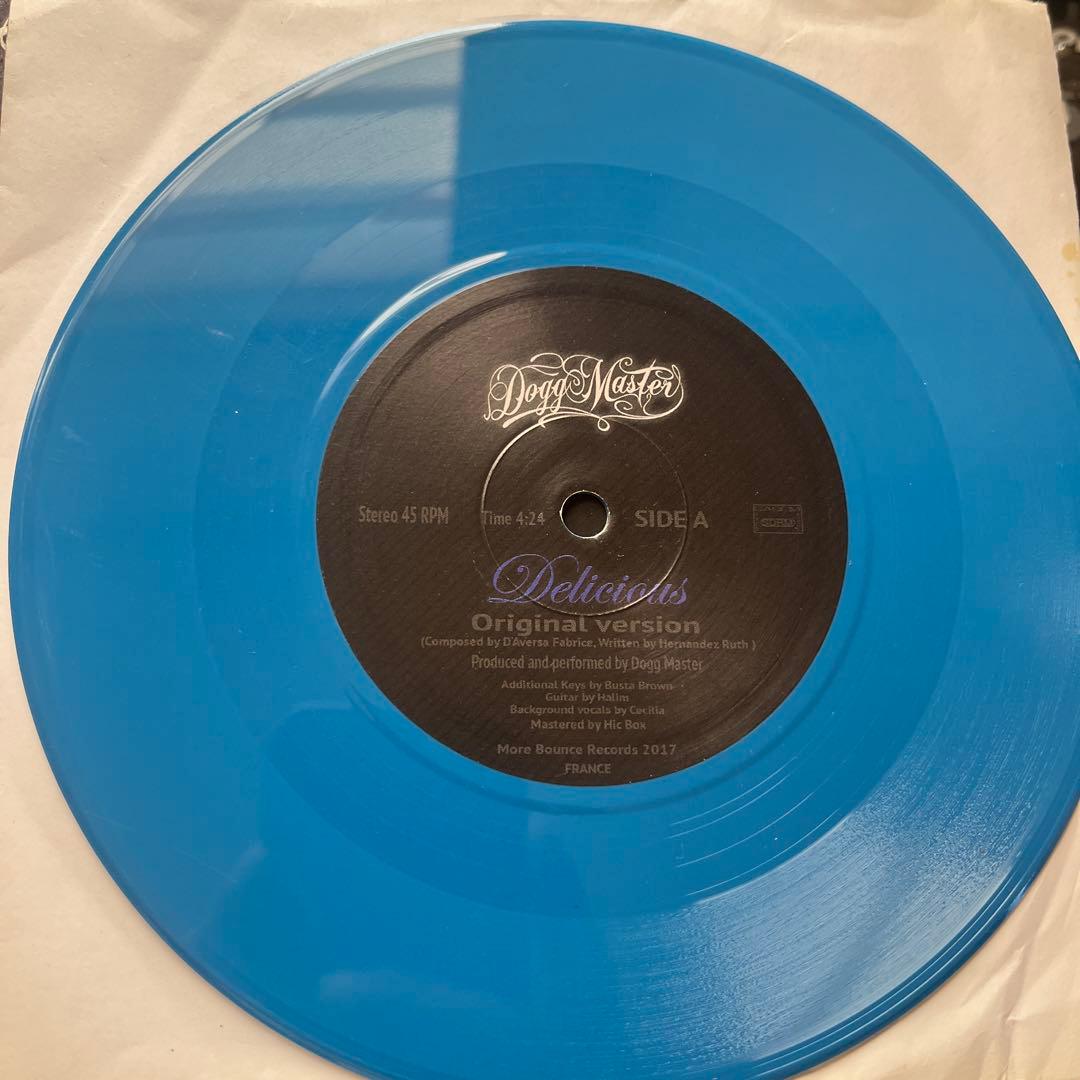 Dogg Master
Stereo 45 RPM Time 4:24 SIDE A
Delicious
Original version
(Composed by D'Aversa Fabrice, Written by Hernandez Ruth )
Produced and performed by Dogg Master
Additional Keys by Busta Brown
Guitar by Halim
Background vocals by Cecilia
Mastered by Hic Box
More Bounce Records 2017
FRANCE